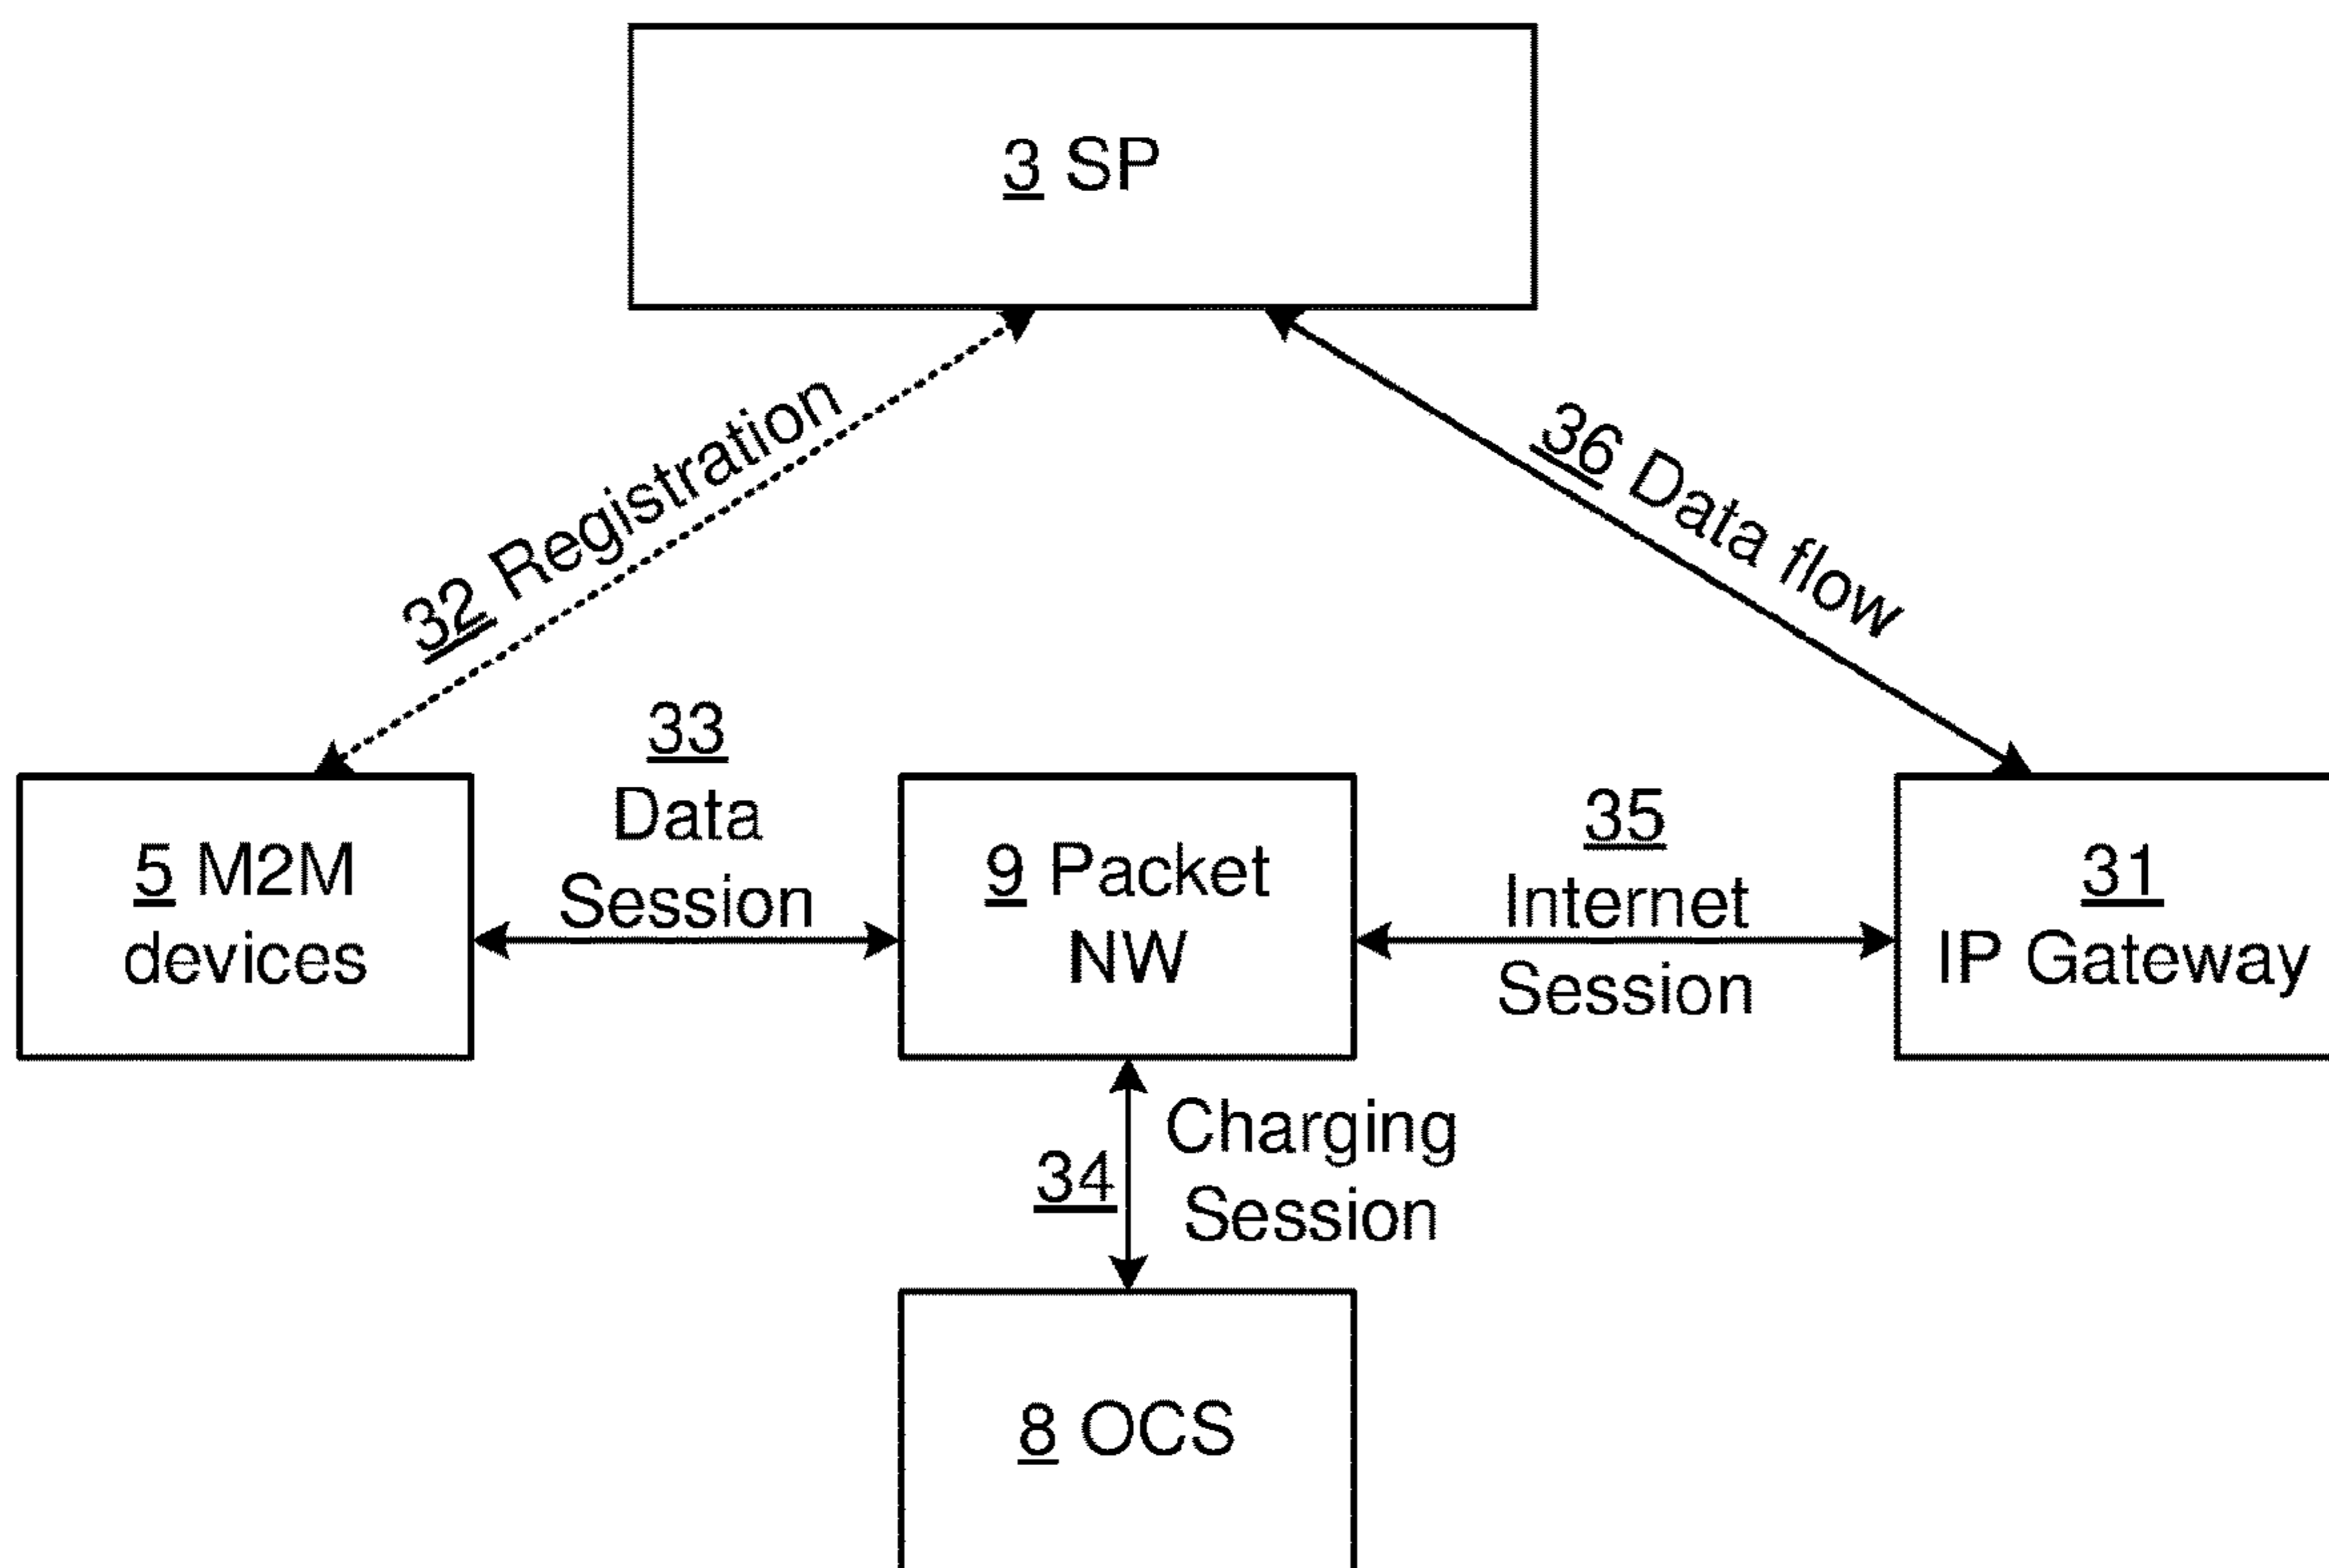 3 SP
32 Registration
36 Data flow
33
Data
Session
5 M2M
devices
9 Packet
NW
35
Internet
Session
31
IP Gateway
34
Charging
Session
8 OCS